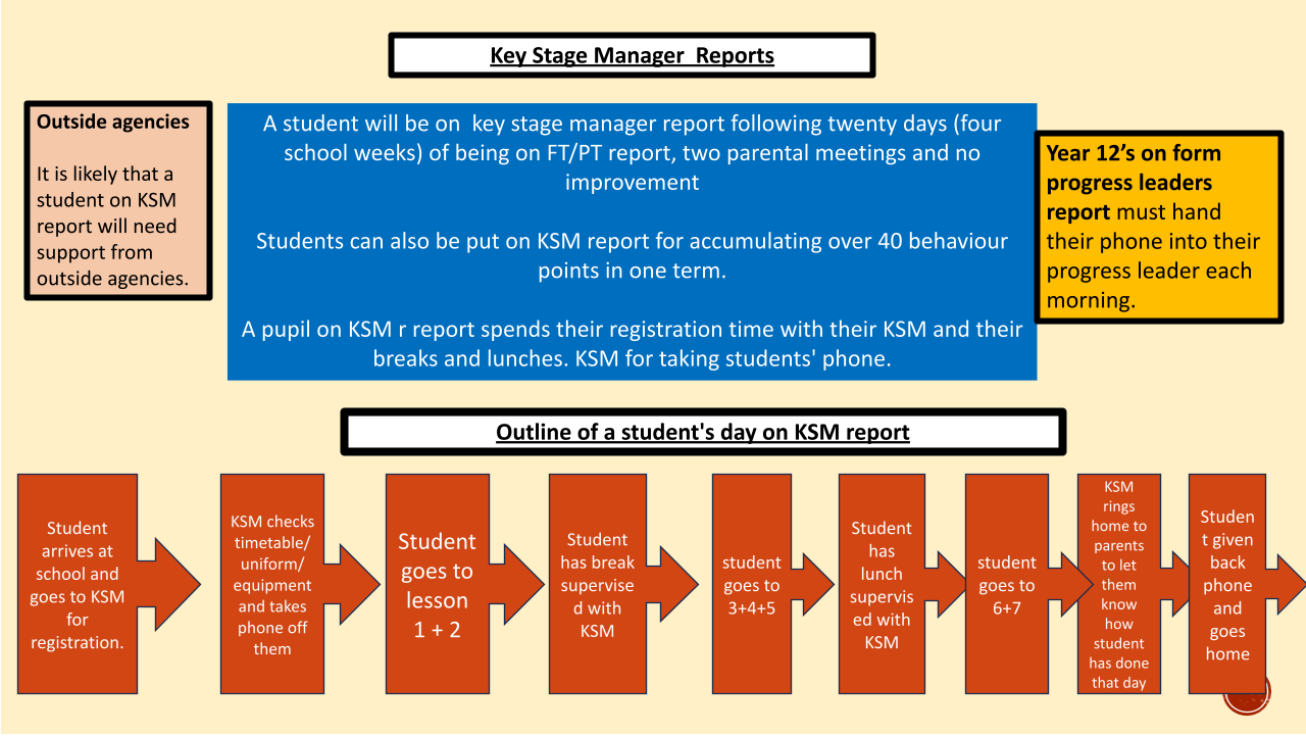 Key Stage Manager  Reports
Outside agencies
It is likely that a
student on KSM
report will need
support from
outside agencies.
A student will be on  key stage manager report following twenty days (four
school weeks) of being on FT/PT report, two parental meetings and no
improvement
Students can also be put on KSM report for accumulating over 40 behaviour
points in one term.
A pupil on KSM r report spends their registration time with their KSM and their
breaks and lunches. KSM for taking students' phone.
Year 12’s on form
progress leaders
report must hand
their phone into their
progress leader each
morning.
Outline of a student's day on KSM report
Student
arrives at
school and
goes to KSM
for
registration.
KSM checks
timetable/
uniform/
equipment
and takes
phone off
them
Student
goes to
lesson
1 + 2
Student
has break
supervise
d with
KSM
student
goes to
3+4+5
Student
has
lunch
supervis
ed with
KSM
student
goes to
6+7
KSM
rings
home to
parents
to let
them
know
how
student
has done
that day
Studen
t given
back
phone
and
goes
home